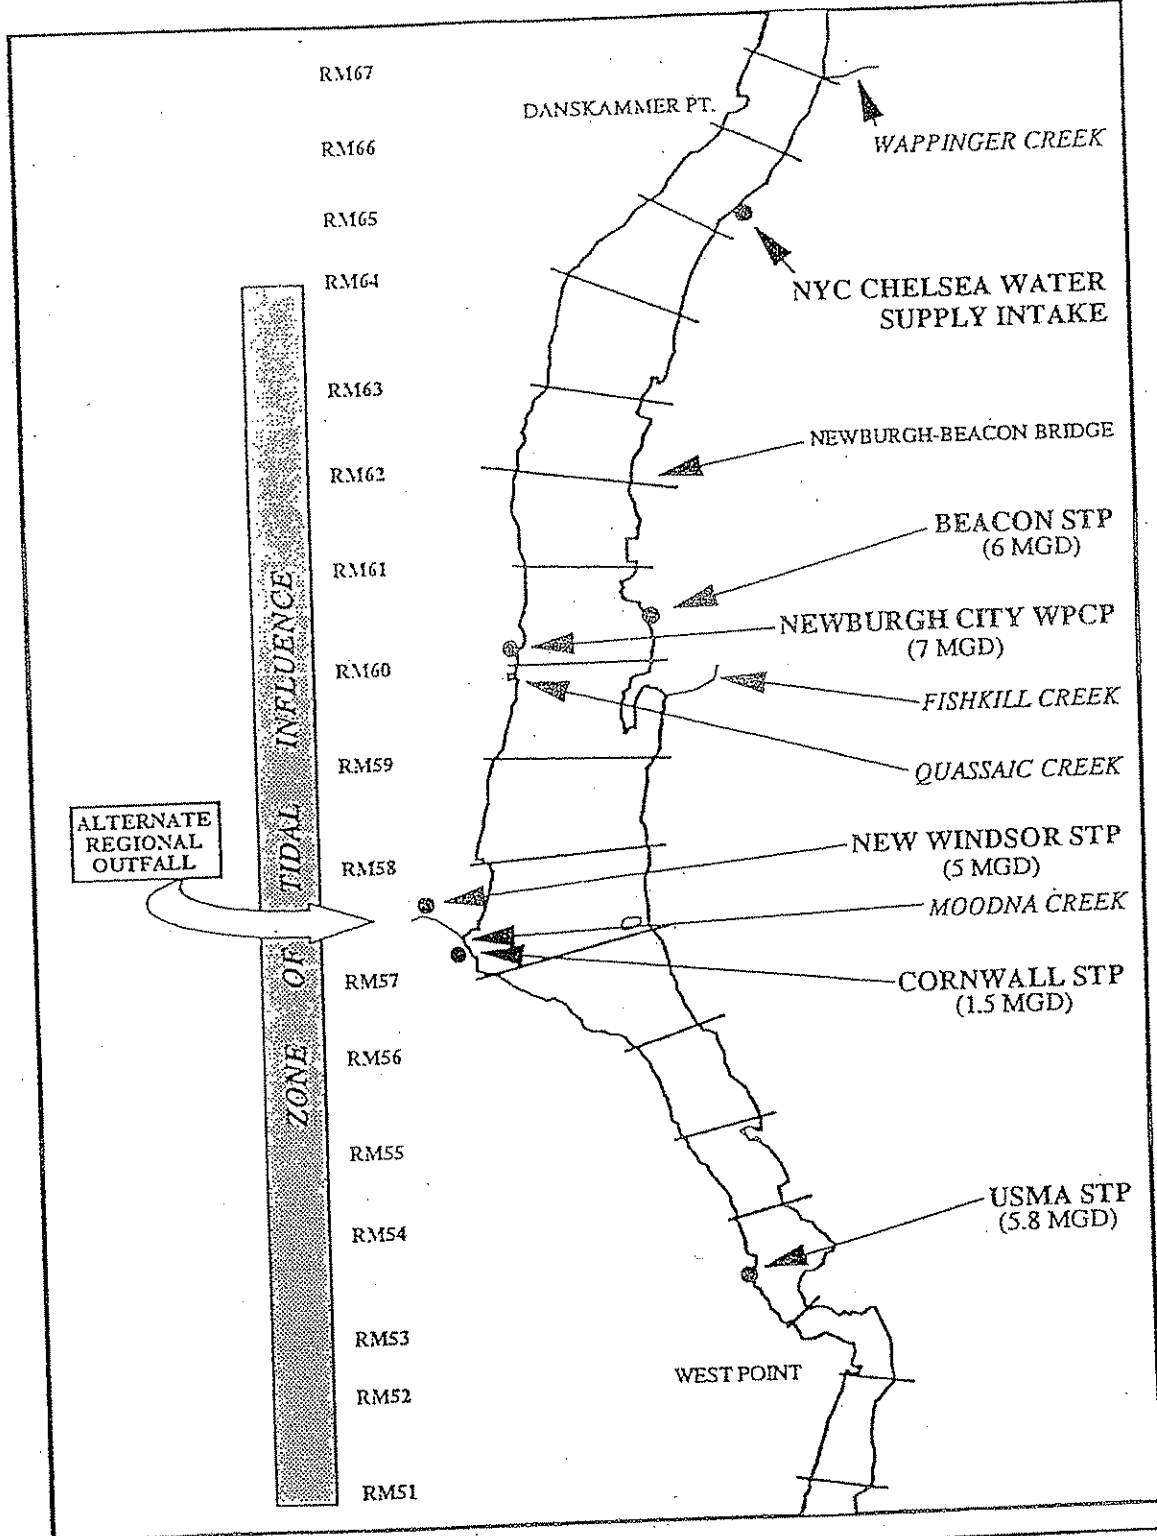 RM67
DANSKAMMER PT.
WAPPINGER CREEK
RM66
RM65
RM64
NYC CHELSEA WATER
SUPPLY INTAKE
RM63
NEWBURGH-BEACON BRIDGE
RM62
BEACON STP
(6 MGD)
RM61
NEWBURGH CITY WPCP
(7 MGD)
RM60
FISHKILL CREEK
RM59
QUASSAIC CREEK
ALTERNATE
REGIONAL
OUTFALL
ZONE OF TIDAL INFLUENCE
NEW WINDSOR STP
(5 MGD)
RM58
MOODNA CREEK
RM57
CORNWALL STP
(1.5 MGD)
RM56
RM55
USMA STP
(5.8 MGD)
RM54
RM53
WEST POINT
RM52
RM51